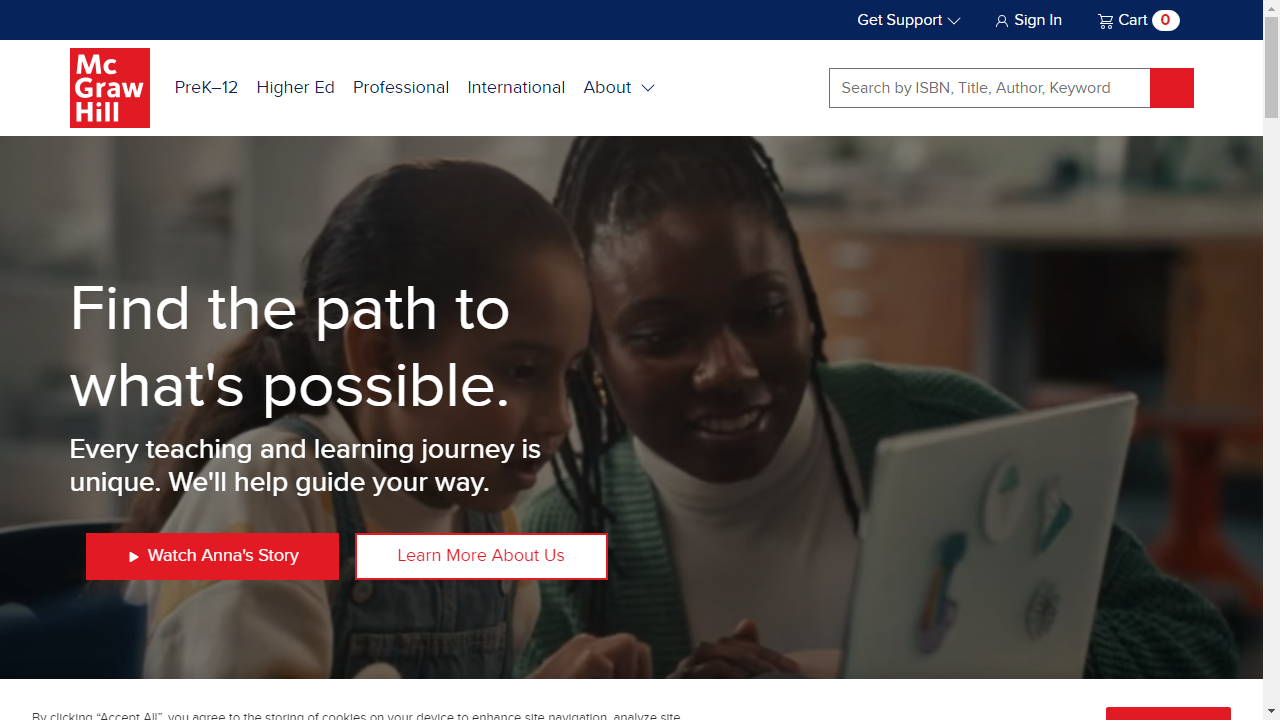 Get Support Sign In Cart 0
Mc
Graw
Hill
PreK–12 Higher Ed Professional International About
Search by ISBN, Title, Author, Keyword
Find the path to
what's possible.
Every teaching and learning journey is
unique. We'll help guide your way.
Watch Anna's Story Learn More About Us
By clicking “Accept All”, you agree to the storing of cookies on your device to enhance site navigation, analyze site